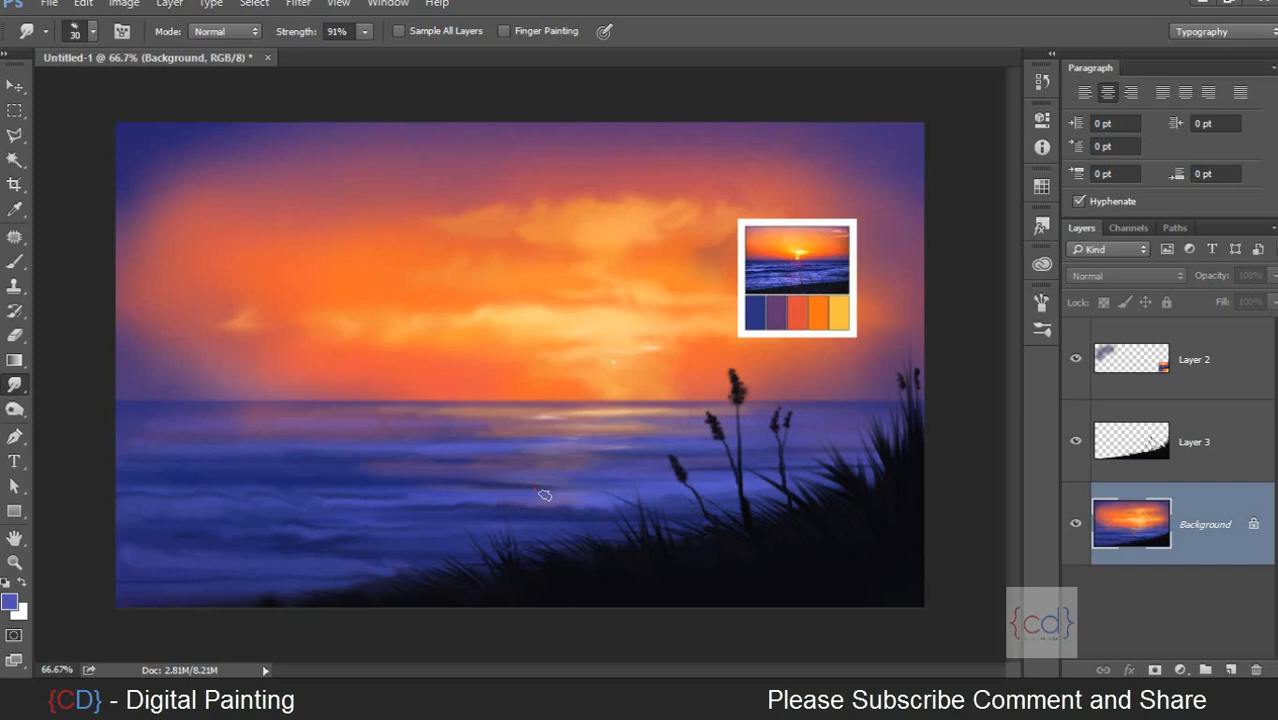 PS File Edit Image Layer Type Select Filter View Window Help
30 Mode: Normal Strength: 91% Sample All Layers Finger Painting Typography
Untitled-1 @ 66.7% (Background, RGB/8) * ×
Paragraph
0 pt 0 pt
0 pt
0 pt 0 pt
Hyphenate
Layers Channels Paths
Kind
Normal Opacity: 100%
Lock: Fill: 100%
Layer 2
Layer 3
Background
{cd}
66.67% Doc: 2.81M/8.21M
{CD} - Digital Painting Please Subscribe Comment and Share